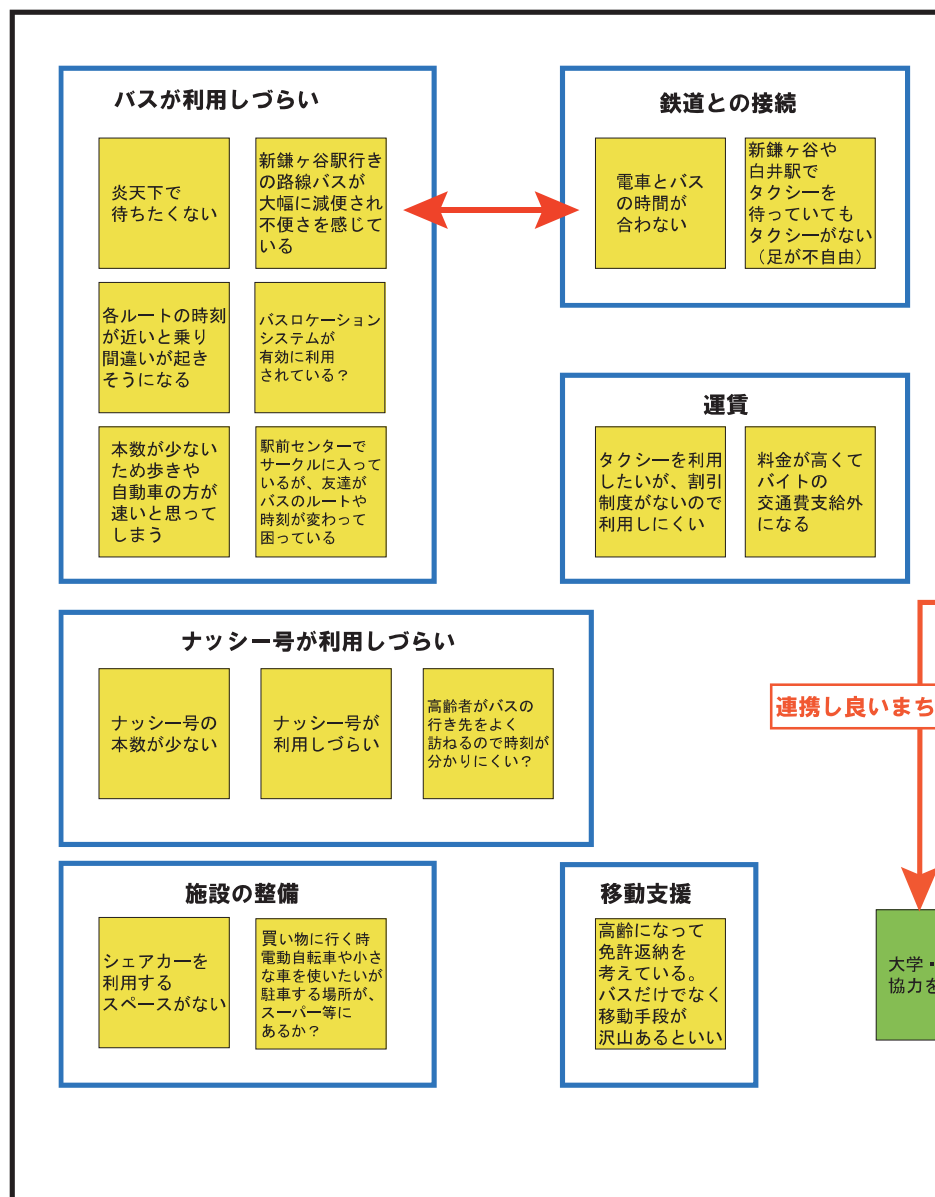 バスが利用しづらい
炎天下で
待ちたくない
新鎌ヶ谷駅行き
の路線バスが
大幅に減便され
不便さを感じて
いる
各ルートの時刻
が近いと乗り
間違いが起き
そうになる
バスロケーション
システムが
有効に利用
されている？
本数が少ない
ため歩きや
自動車の方が
速いと思って
しまう
駅前センターで
サークルに入って
いるが、友達が
バスのルートや
時刻が変わって
困っている
鉄道との接続
電車とバス
の時間が
合わない
新鎌ヶ谷や
白井駅で
タクシーを
待っていても
タクシーがない
（足が不自由）
運賃
タクシーを利用
したいが、割引
制度がないので
利用しにくい
料金が高くて
バイトの
交通費支給外
になる
ナッシー号が利用しづらい
ナッシー号の
本数が少ない
ナッシー号が
利用しづらい
高齢者がバスの
行き先をよく
訪ねるので時刻が
分かりにくい？
連携し良いまち
施設の整備
シェアカーを
利用する
スペースがない
買い物に行く時
電動自転車や小さ
な車を使いたいが
駐車する場所が、
スーパー等に
あるか？
移動支援
高齢になって
免許返納を
考えている。
バスだけでなく
移動手段が
沢山あるといい
大学・
協力を